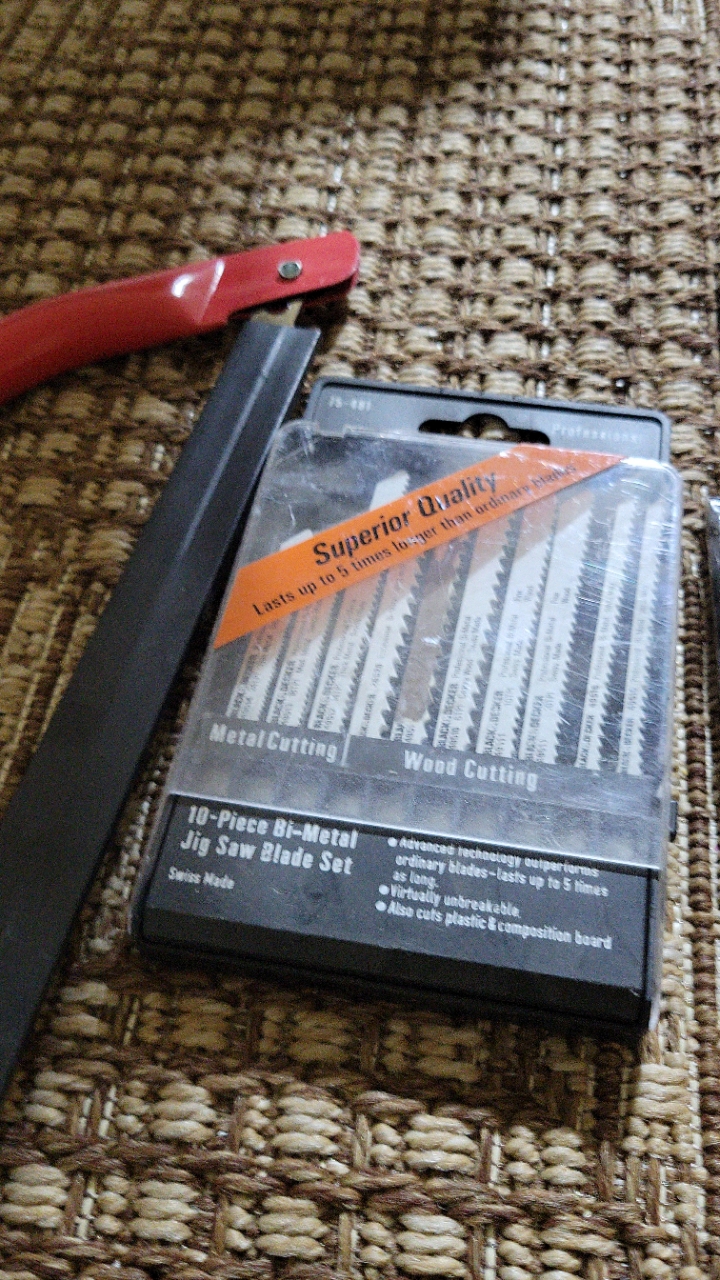 Professional
Superior Quality
Lasts up to 5 times longer than ordinary blades
BLACK & DECKER
Metal Cutting
Wood Cutting
10-Piece Bi-Metal
Jig Saw Blade Set
Swiss Made
● Advanced technology outperforms
ordinary blades-lasts up to 5 times
as long.
● Virtually unbreakable.
● Also cuts plastic & composition board